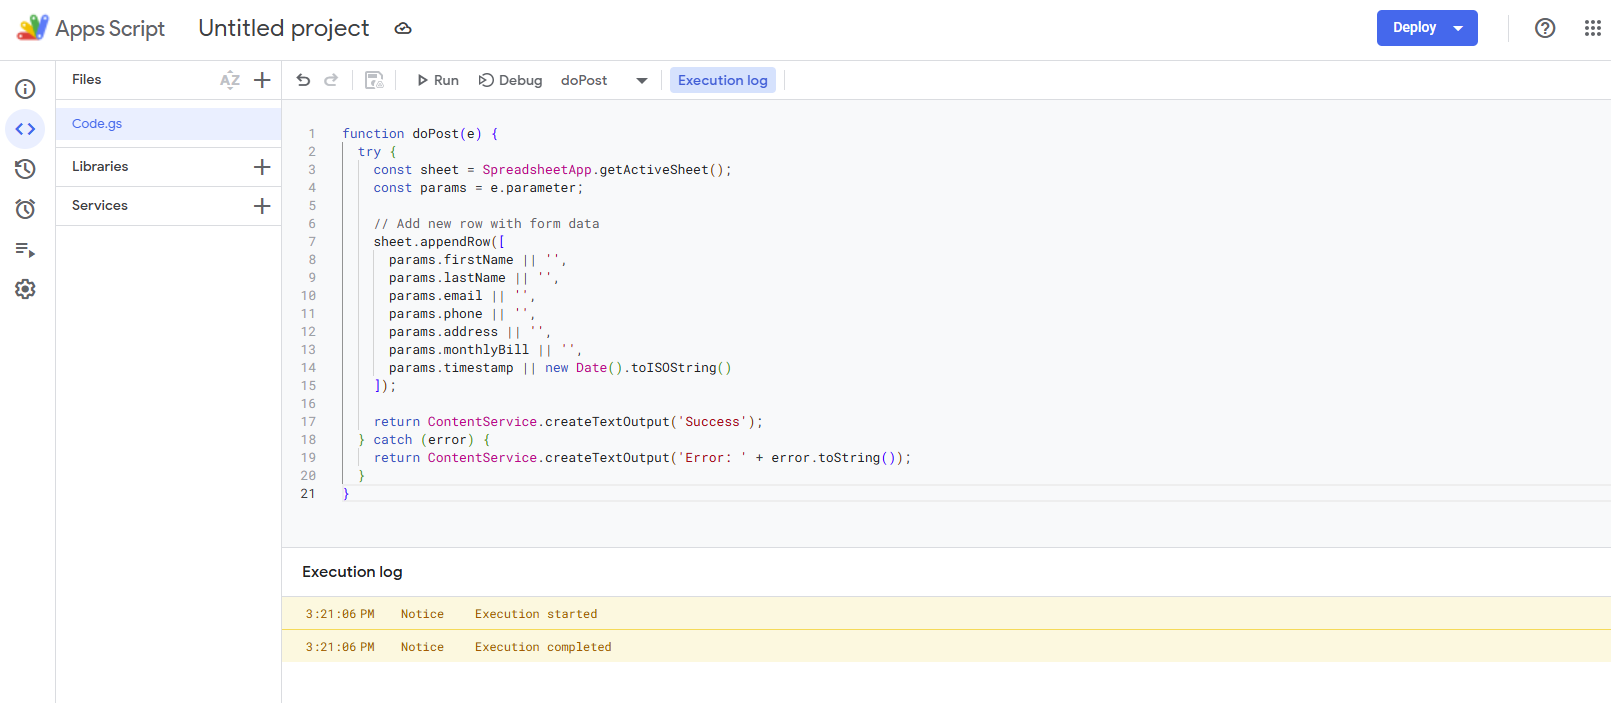 Apps Script Untitled project Deploy
Files AZ Run Debug doPost Execution log
Code.gs
Libraries
Services
1 function doPost(e) {
2 try {
3 const sheet = SpreadsheetApp.getActiveSheet();
4 const params = e.parameter;
5
6 // Add new row with form data
7 sheet.appendRow([
8 params.firstName || '',
9 params.lastName || '',
10 params.email || '',
11 params.phone || '',
12 params.address || '',
13 params.monthlyBill || '',
14 params.timestamp || new Date().toISOString()
15 ]);
16
17 return ContentService.createTextOutput('Success');
18 } catch (error) {
19 return ContentService.createTextOutput('Error: ' + error.toString());
20 }
21 }
Execution log
3:21:06 PM Notice Execution started
3:21:06 PM Notice Execution completed